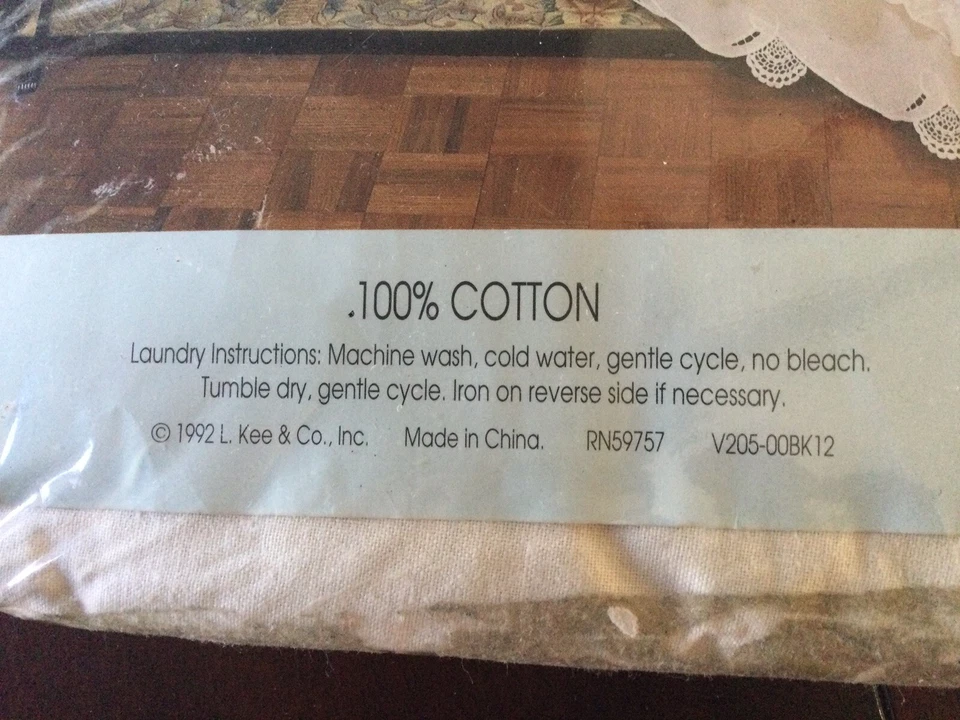 .100% COTTON
Laundry Instructions: Machine wash, cold water, gentle cycle, no bleach.
Tumble dry, gentle cycle. Iron on reverse side if necessary.
© 1992 L. Kee & Co., Inc. Made in China. RN59757 V205-00BK12